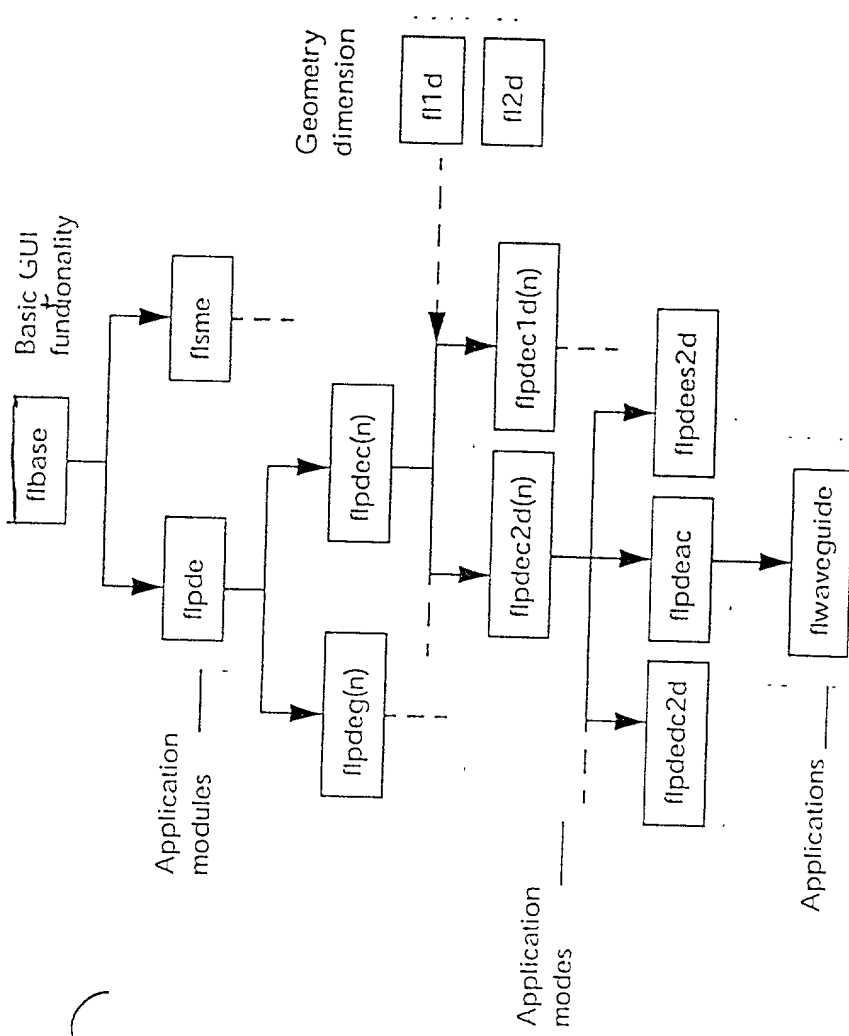 Basic GUI
functionality
flbase
flsme
flpde
Application
modules
flpdec(n)
flpdeg(n)
Geometry
dimension
fl1d
fl2d
flpdec1d(n)
flpdec2d(n)
Application
modes
flpdees2d
flpdeac
flpdedc2d
flwaveguide
Applications